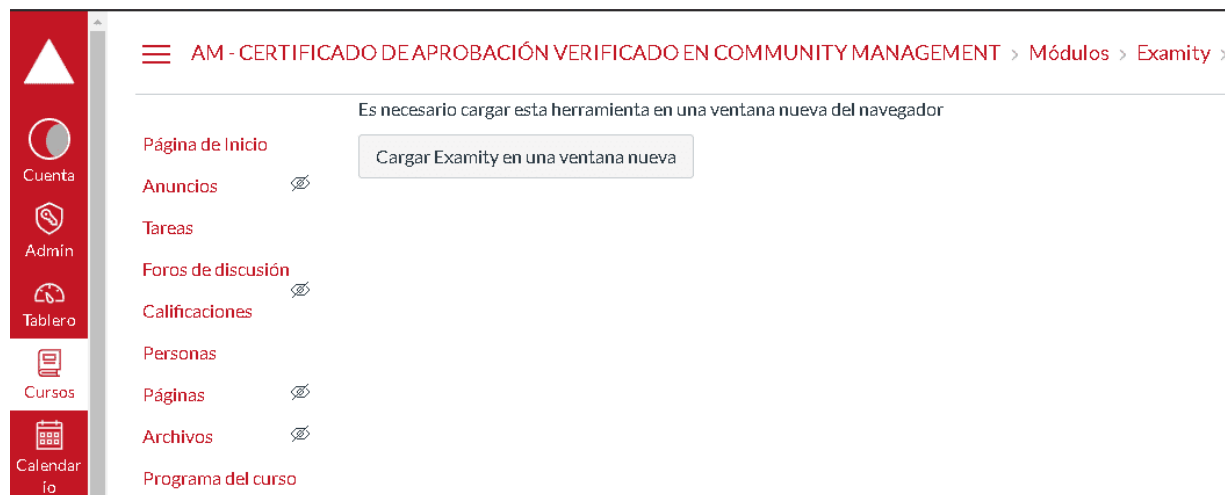 AM - CERTIFICADO DE APROBACIÓN VERIFICADO EN COMMUNITY MANAGEMENT > Módulos > Examity >
Es necesario cargar esta herramienta en una ventana nueva del navegador
Cargar Examity en una ventana nueva
Cuenta
Admin
Tablero
Cursos
Calendar
io
Página de Inicio
Anuncios
Tareas
Foros de discusión
Calificaciones
Personas
Páginas
Archivos
Programa del curso